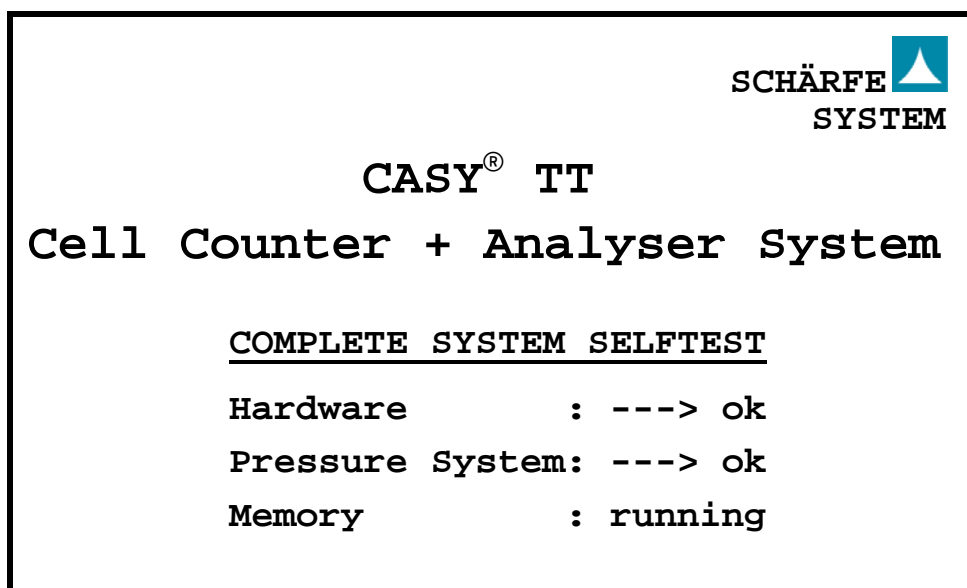 SCHÄRFE
SYSTEM
CASY® TT
Cell Counter + Analyser System
COMPLETE SYSTEM SELFTEST
Hardware : ---> ok
Pressure System: ---> ok
Memory : running